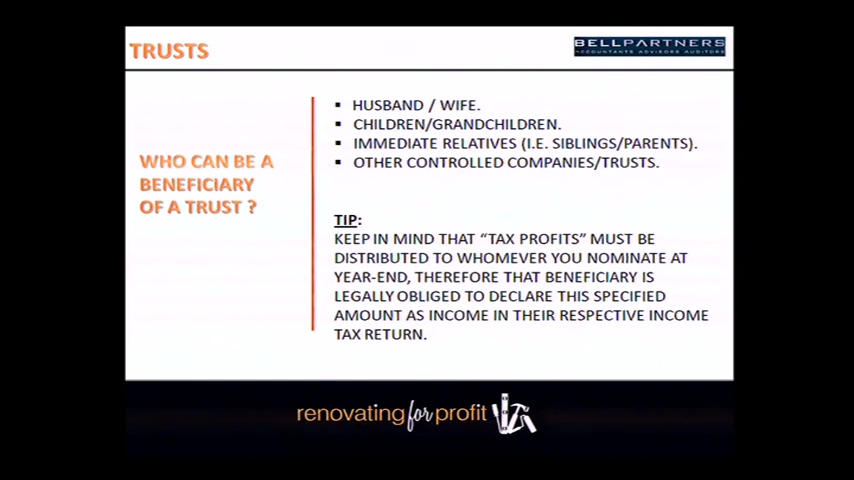 TRUSTS
BELLPARTNERS
ACCOUNTANTS ADVISORS AUDITORS
WHO CAN BE A
BENEFICIARY
OF A TRUST ?
▪ HUSBAND / WIFE.
▪ CHILDREN/GRANDCHILDREN.
▪ IMMEDIATE RELATIVES (I.E. SIBLINGS/PARENTS).
▪ OTHER CONTROLLED COMPANIES/TRUSTS.
TIP:
KEEP IN MIND THAT “TAX PROFITS” MUST BE
DISTRIBUTED TO WHOMEVER YOU NOMINATE AT
YEAR-END, THEREFORE THAT BENEFICIARY IS
LEGALLY OBLIGED TO DECLARE THIS SPECIFIED
AMOUNT AS INCOME IN THEIR RESPECTIVE INCOME
TAX RETURN.
renovating for profit